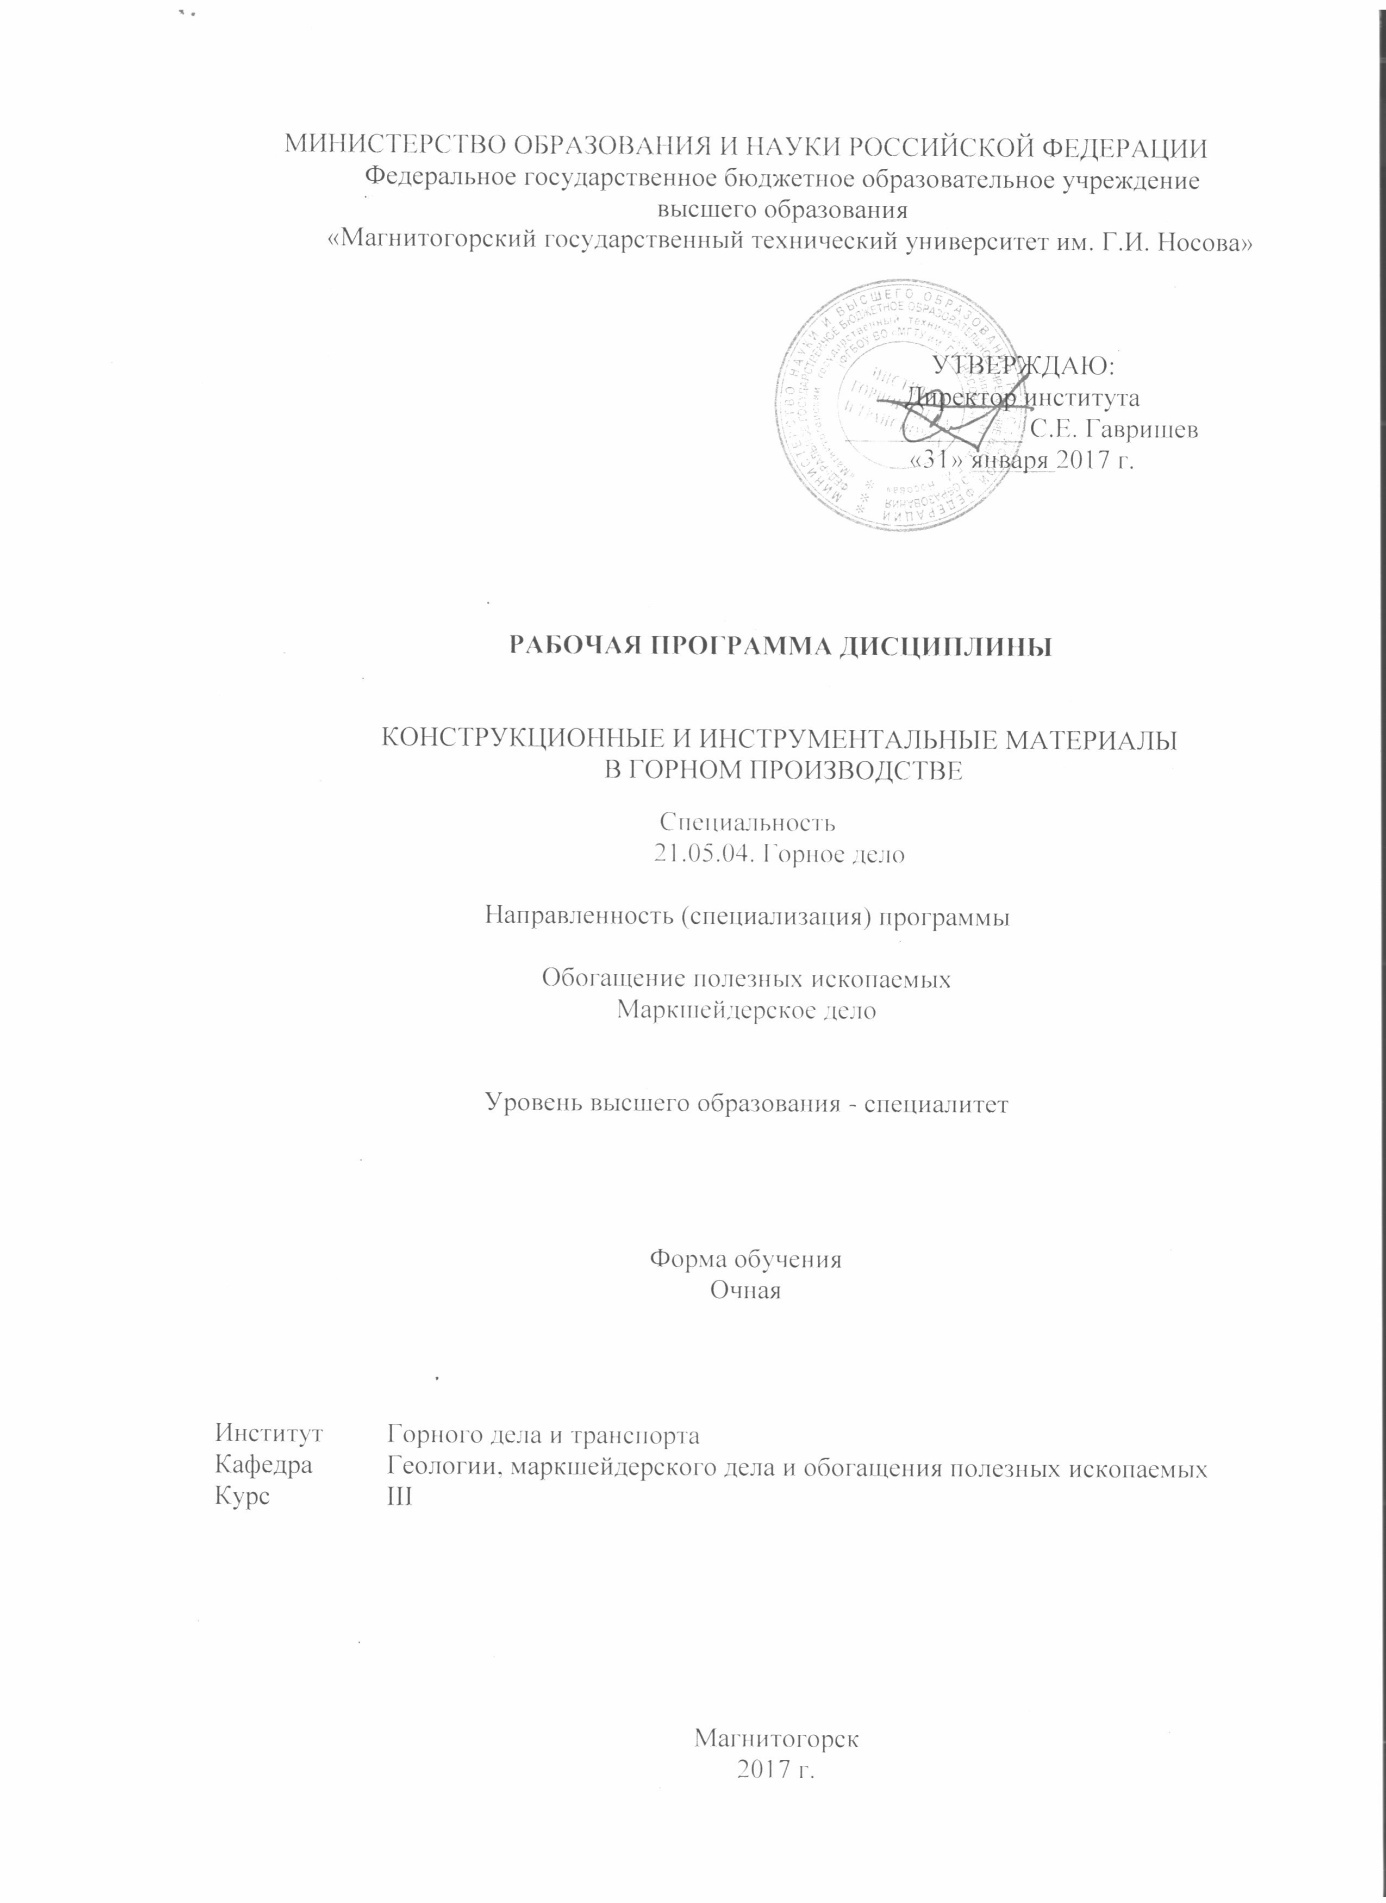 МИНИСТЕРСТВО ОБРАЗОВАНИЯ И НАУКИ РОССИЙСКОЙ ФЕДЕРАЦИИ
Федеральное государственное бюджетное образовательное учреждение
высшего образования
«Магнитогорский государственный технический университет им. Г.И. Носова»
УТВЕРЖДАЮ:
Директор института
С.Е. Гавришев
«31» января 2017 г.
РАБОЧАЯ ПРОГРАММА ДИСЦИПЛИНЫ
КОНСТРУКЦИОННЫЕ И ИНСТРУМЕНТАЛЬНЫЕ МАТЕРИАЛЫ
В ГОРНОМ ПРОИЗВОДСТВЕ
Специальность
21.05.04. Горное дело
Направленность (специализация) программы
Обогащение полезных ископаемых
Маркшейдерское дело
Уровень высшего образования - специалитет
Форма обучения
Очная
Институт Горного дела и транспорта
Кафедра Геологии, маркшейдерского дела и обогащения полезных ископаемых
Курс III
Магнитогорск
2017 г.